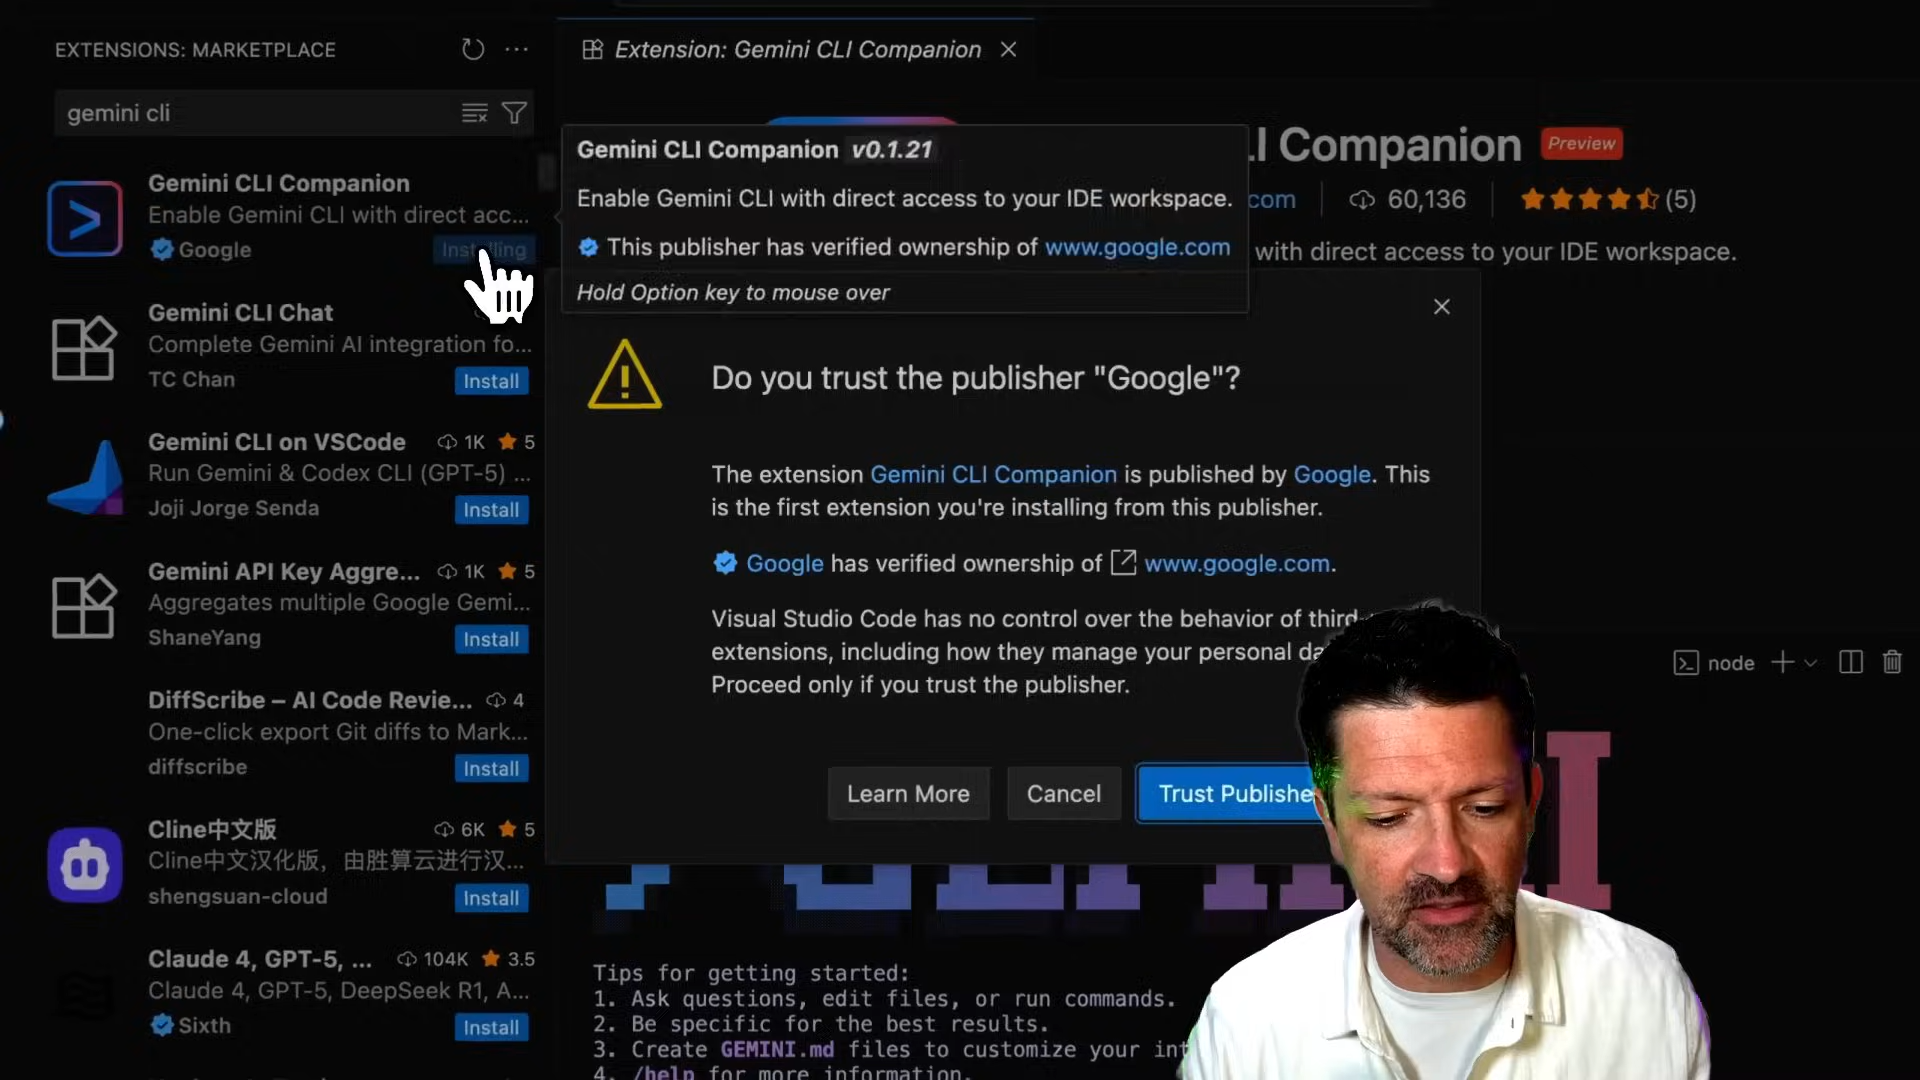 EXTENSIONS: MARKETPLACE
gemini cli
Gemini CLI Companion
Enable Gemini CLI with direct acc...
Google
Installing
Gemini CLI Chat
Complete Gemini AI integration fo...
TC Chan
Install
Gemini CLI on VSCode 1K 5
Run Gemini & Codex CLI (GPT-5) ...
Joji Jorge Senda
Install
Gemini API Key Aggre... 1K 5
Aggregates multiple Google Gemi...
ShaneYang
Install
DiffScribe – AI Code Revie... 4
One-click export Git diffs to Mark...
diffscribe
Install
Cline中文版 6K 5
Cline中文汉化版，由胜算云进行汉...
shengsuan-cloud
Install
Claude 4, GPT-5, ... 104K 3.5
Claude 4, GPT-5, DeepSeek R1, A...
Sixth
Install
Extension: Gemini CLI Companion
Gemini CLI Companion v0.1.21
Enable Gemini CLI with direct access to your IDE workspace.
This publisher has verified ownership of www.google.com
Hold Option key to mouse over
I Companion Preview
com 60,136 (5)
with direct access to your IDE workspace.
Do you trust the publisher "Google"?
The extension Gemini CLI Companion is published by Google. This
is the first extension you're installing from this publisher.
Google has verified ownership of www.google.com.
Visual Studio Code has no control over the behavior of third-
extensions, including how they manage your personal da
Proceed only if you trust the publisher.
Learn More
Cancel
Trust Publishe
node
Tips for getting started:
1. Ask questions, edit files, or run commands.
2. Be specific for the best results.
3. Create GEMINI.md files to customize your int
4. /help for more information.